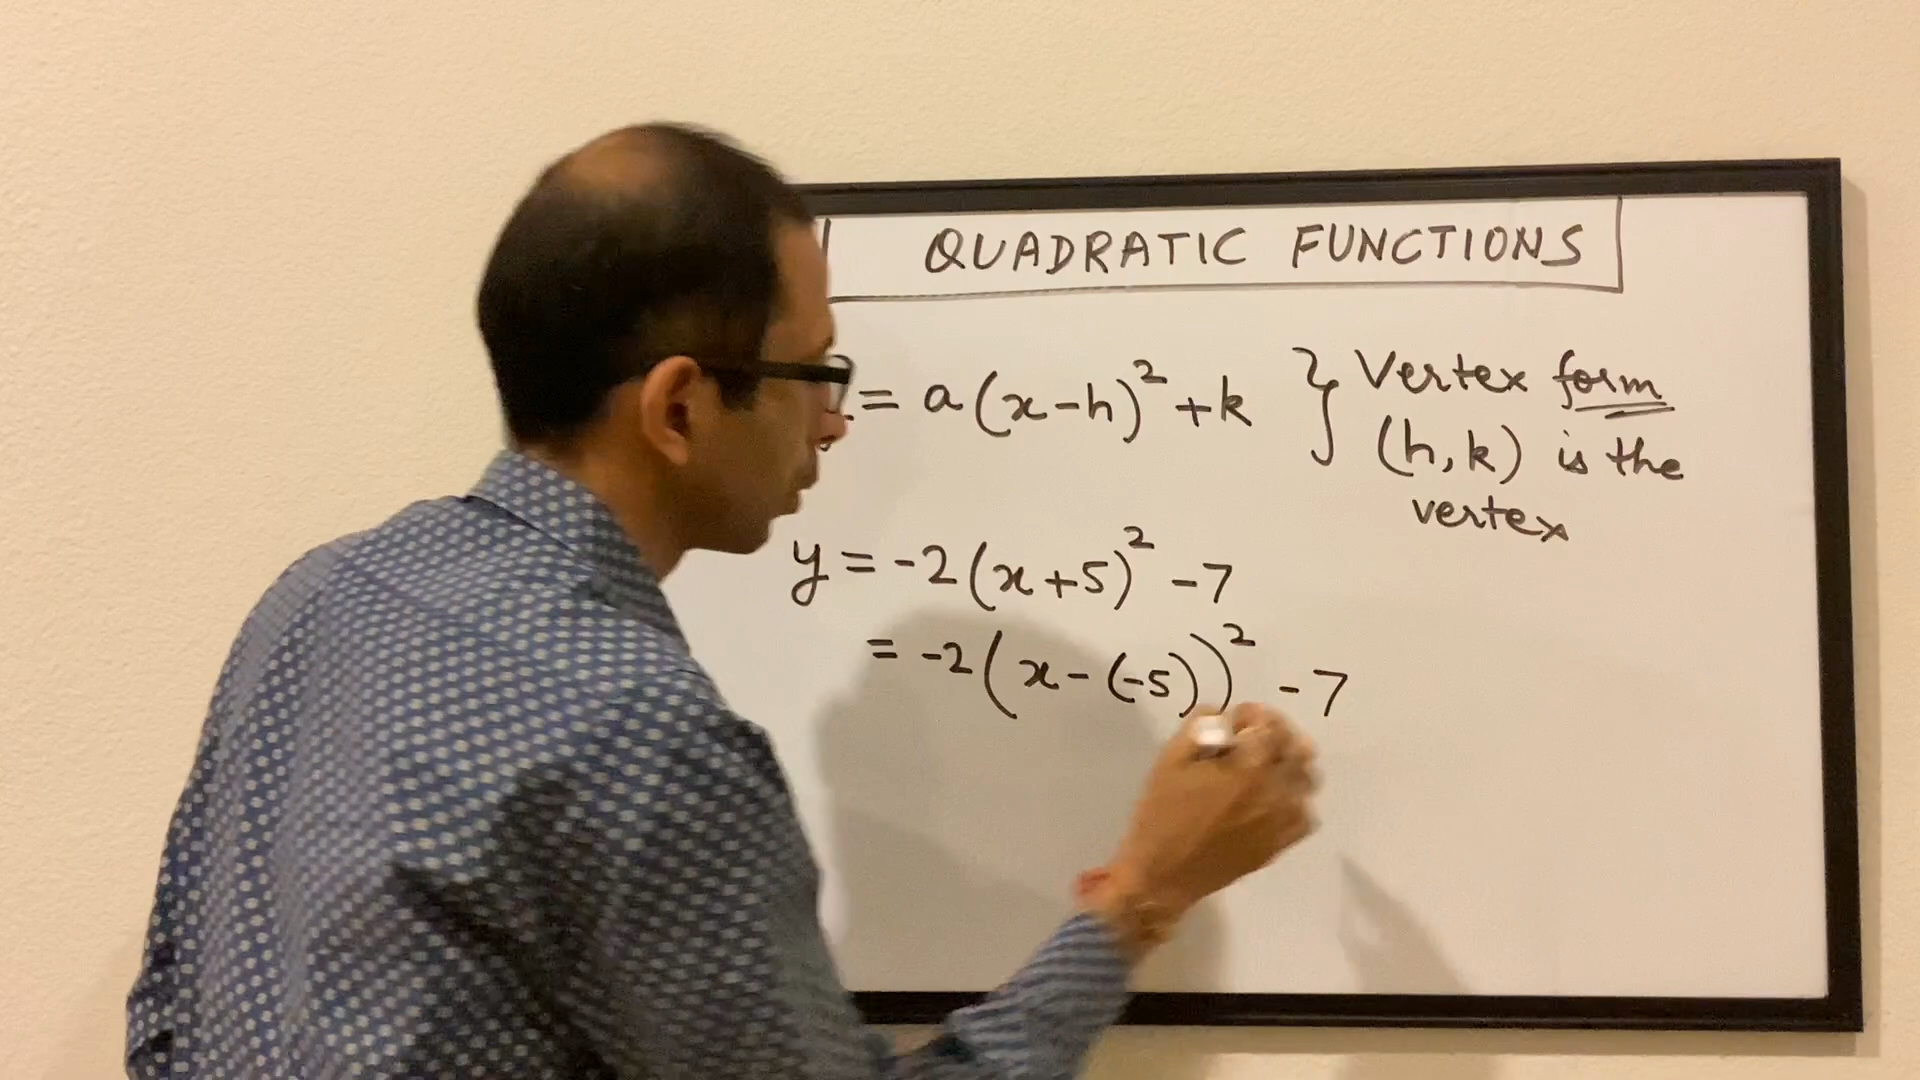 QUADRATIC FUNCTIONS
= a(x-h)² + k } Vertex form
(h,k) is the
vertex
y = -2(x+5)² -7
= -2(x-(-5))² -7